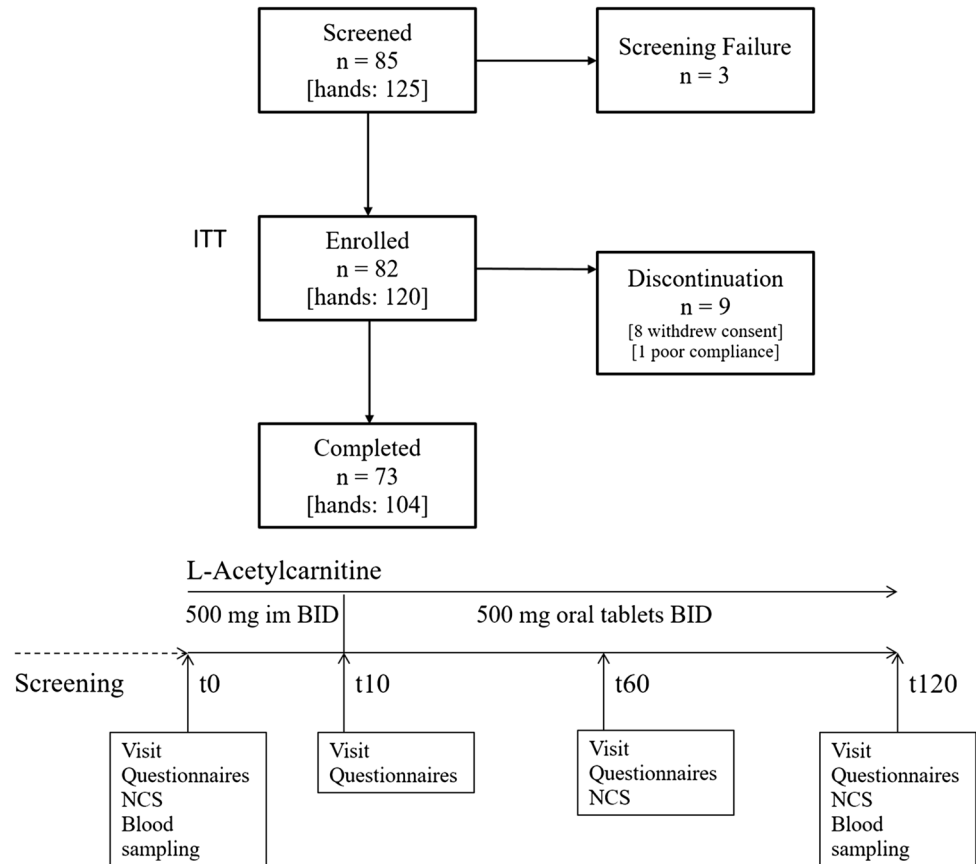 Screened
n = 85
[hands: 125]
Screening Failure
n = 3
ITT
Enrolled
n = 82
[hands: 120]
Discontinuation
n = 9
[8 withdrew consent]
[1 poor compliance]
Completed
n = 73
[hands: 104]
L-Acetylcarnitine
500 mg im BID
500 mg oral tablets BID
Screening
t0
t10
t60
t120
Visit
Questionnaires
NCS
Blood
sampling
Visit
Questionnaires
Visit
Questionnaires
NCS
Visit
Questionnaires
NCS
Blood
sampling